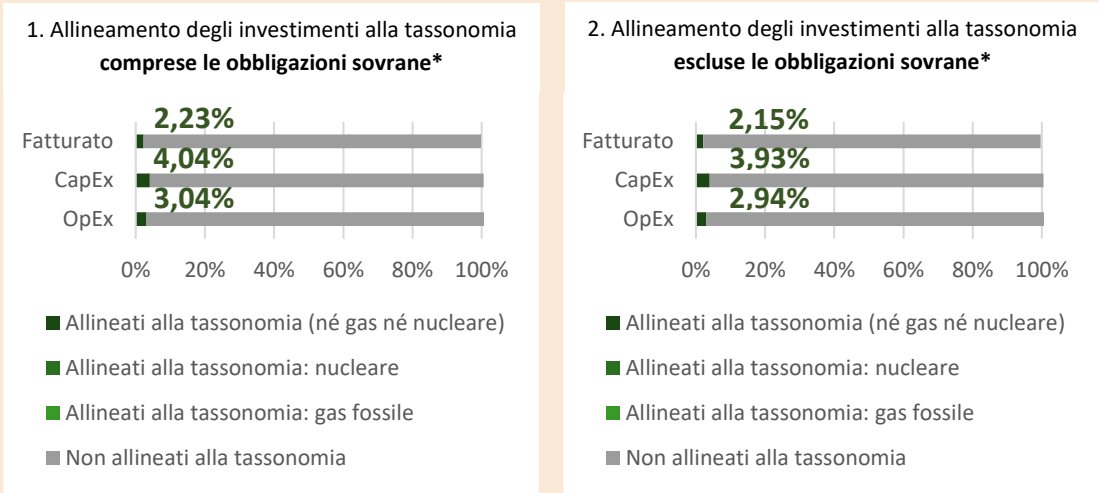 1. Allineamento degli investimenti alla tassonomia
comprese le obbligazioni sovrane*
2,23%
Fatturato
4,04%
CapEx
3,04%
OpEx
0% 20% 40% 60% 80% 100%
Allineati alla tassonomia (né gas né nucleare)
Allineati alla tassonomia: nucleare
Allineati alla tassonomia: gas fossile
Non allineati alla tassonomia
2. Allineamento degli investimenti alla tassonomia
escluse le obbligazioni sovrane*
2,15%
Fatturato
3,93%
CapEx
2,94%
OpEx
0% 20% 40% 60% 80% 100%
Allineati alla tassonomia (né gas né nucleare)
Allineati alla tassonomia: nucleare
Allineati alla tassonomia: gas fossile
Non allineati alla tassonomia